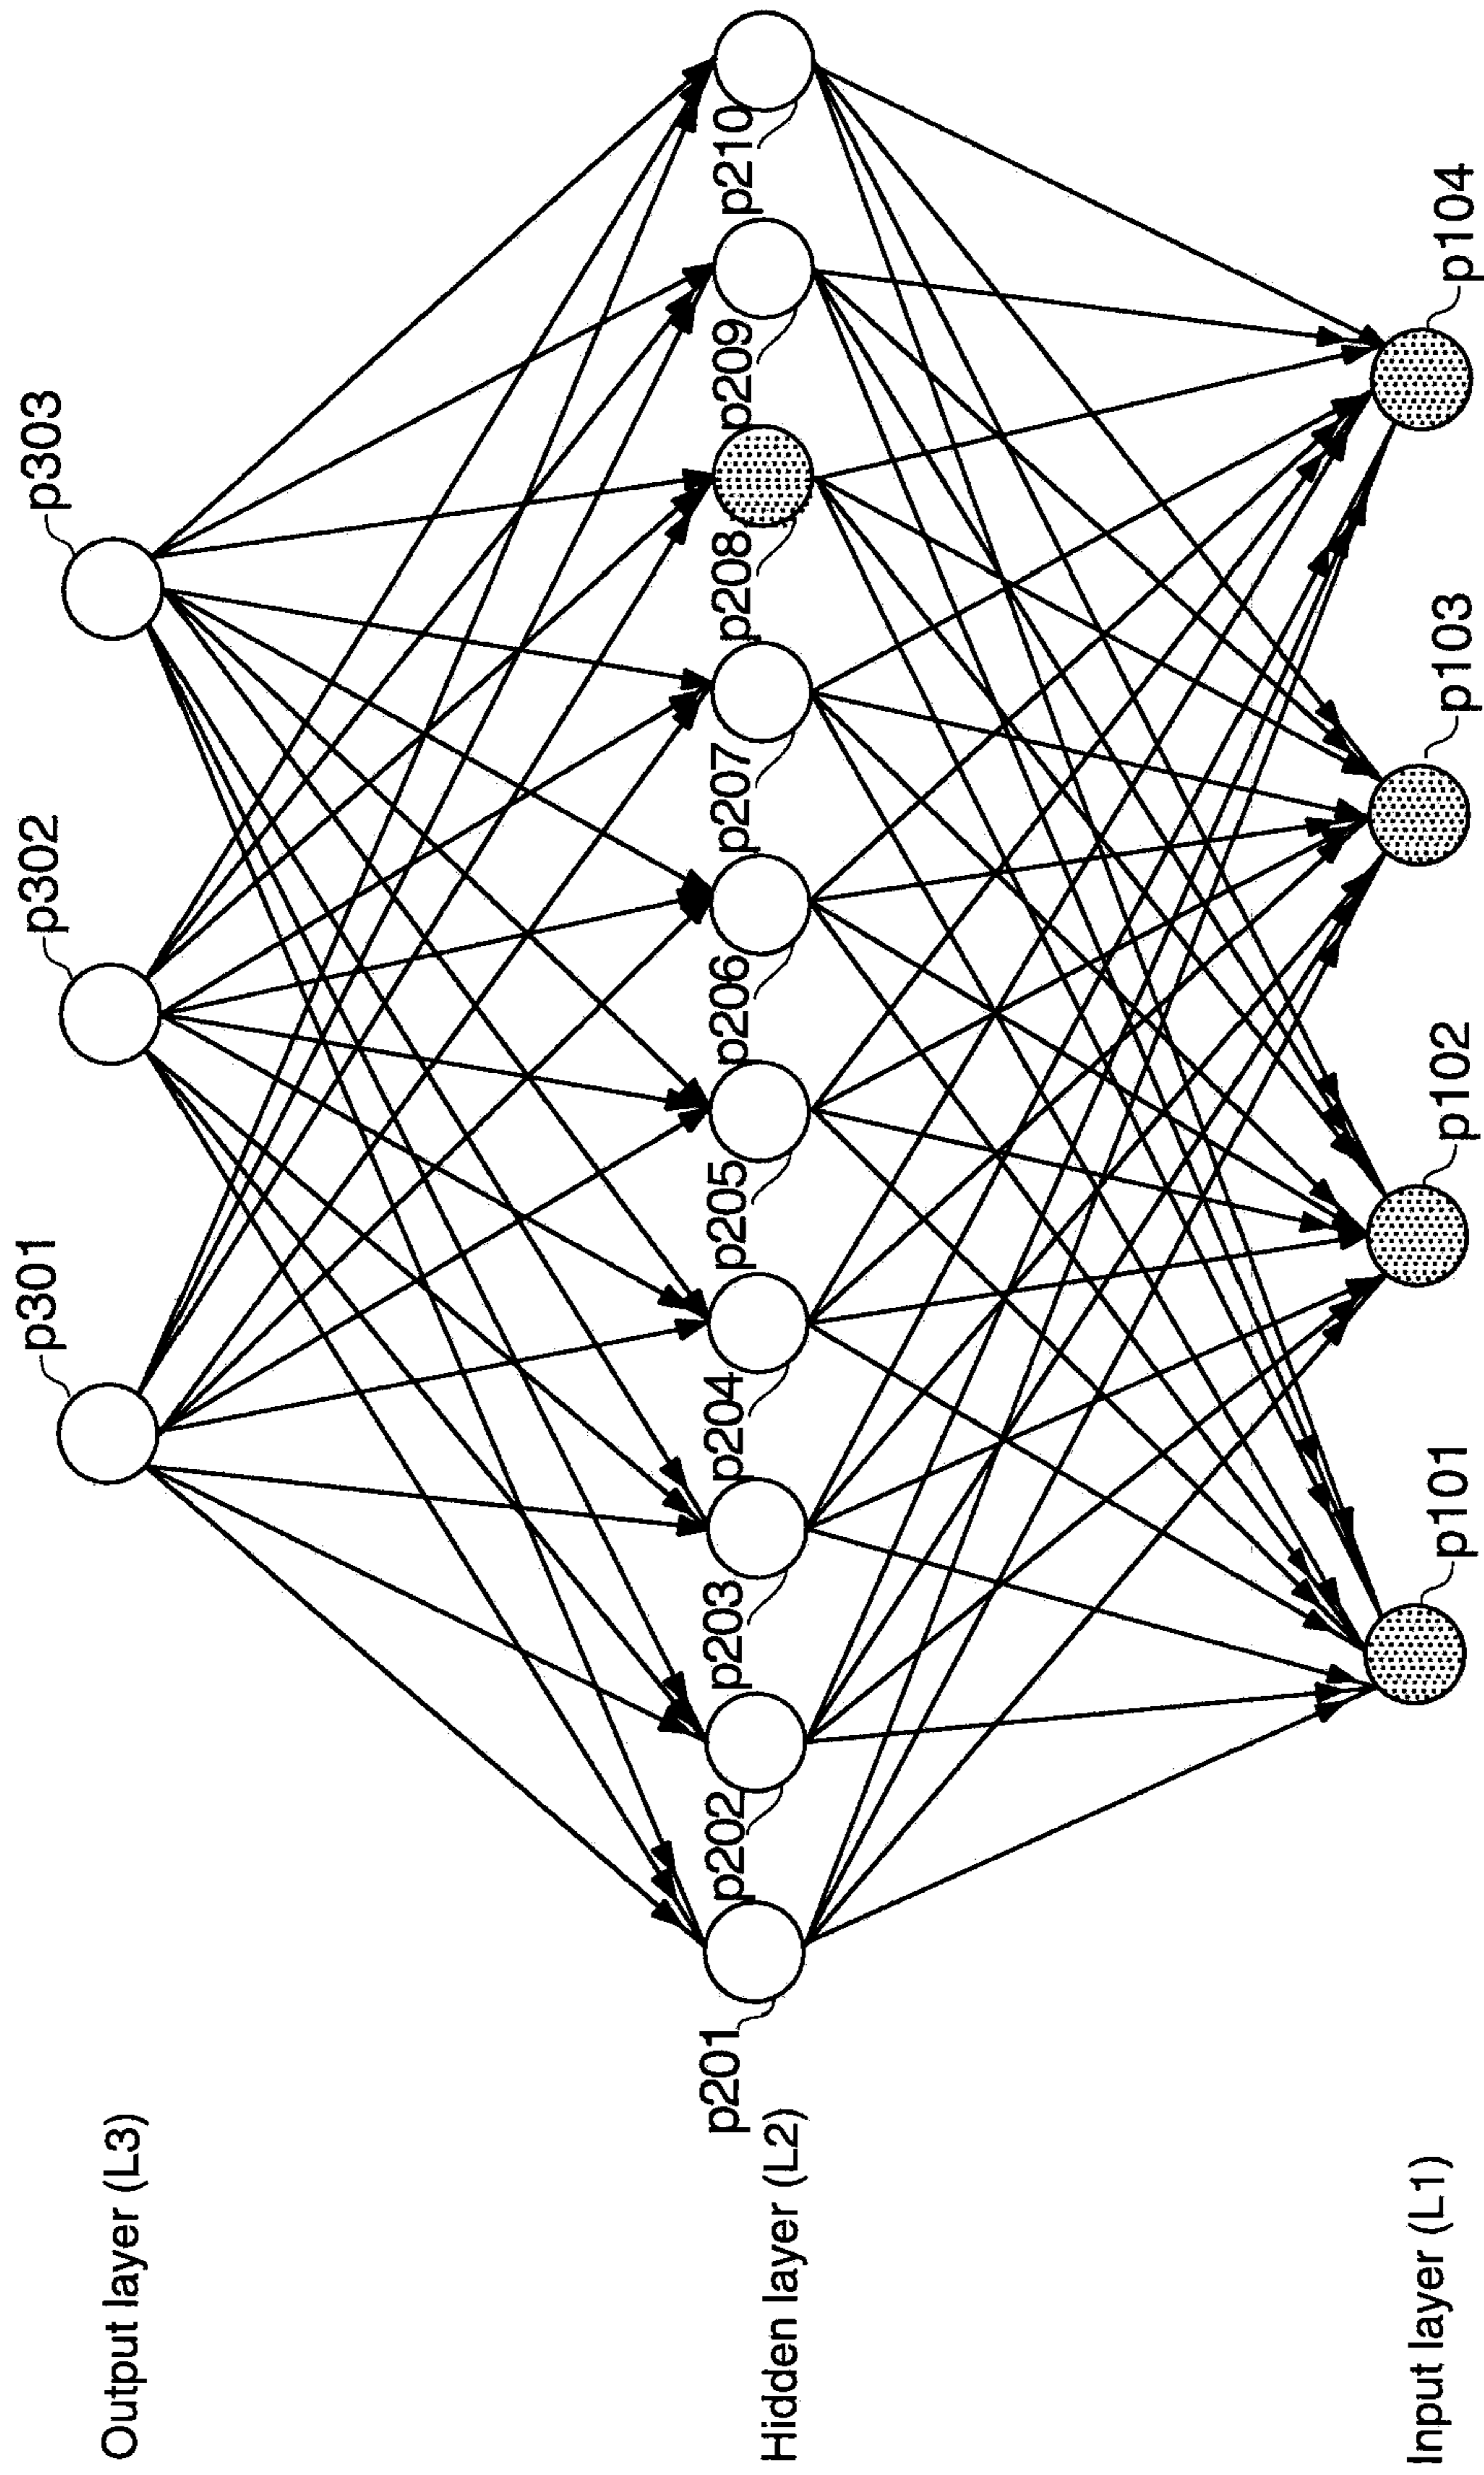 Output layer (L3)
p301
p302
p303
Hidden layer (L2)
p201
p202
p203
p204
p205
p206
p207
p208
p209
p210
Input layer (L1)
p101
p102
p103
p104